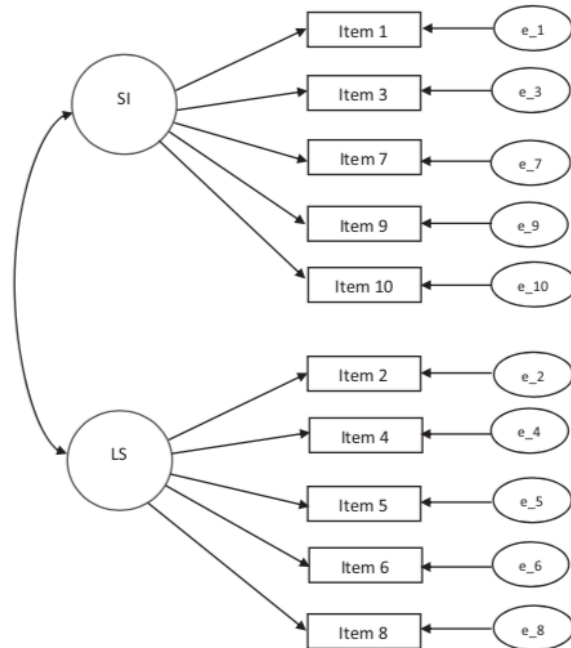 Item 1
e_1
SI
Item 3
e_3
Item 7
e_7
Item 9
e_9
Item 10
e_10
Item 2
e_2
Item 4
e_4
LS
Item 5
e_5
Item 6
e_6
Item 8
e_8